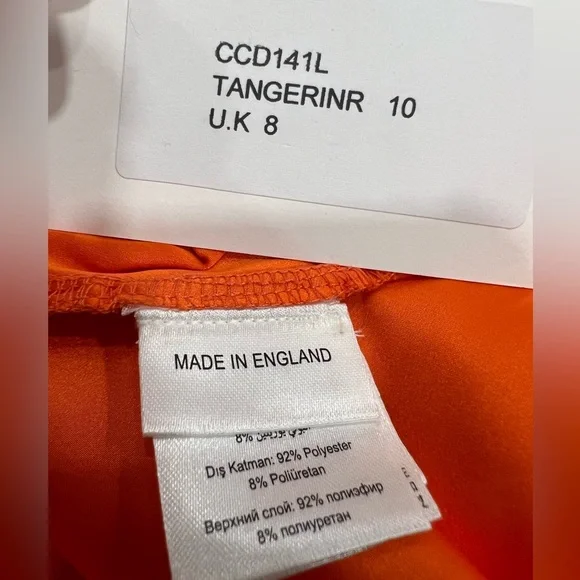 CCD141L
TANGERINR 10
U.K 8
MADE IN ENGLAND
Dış Katman: 92% Polyester
8% Poliüretan
Верхний слой: 92% полиэфир
8% полиуретан